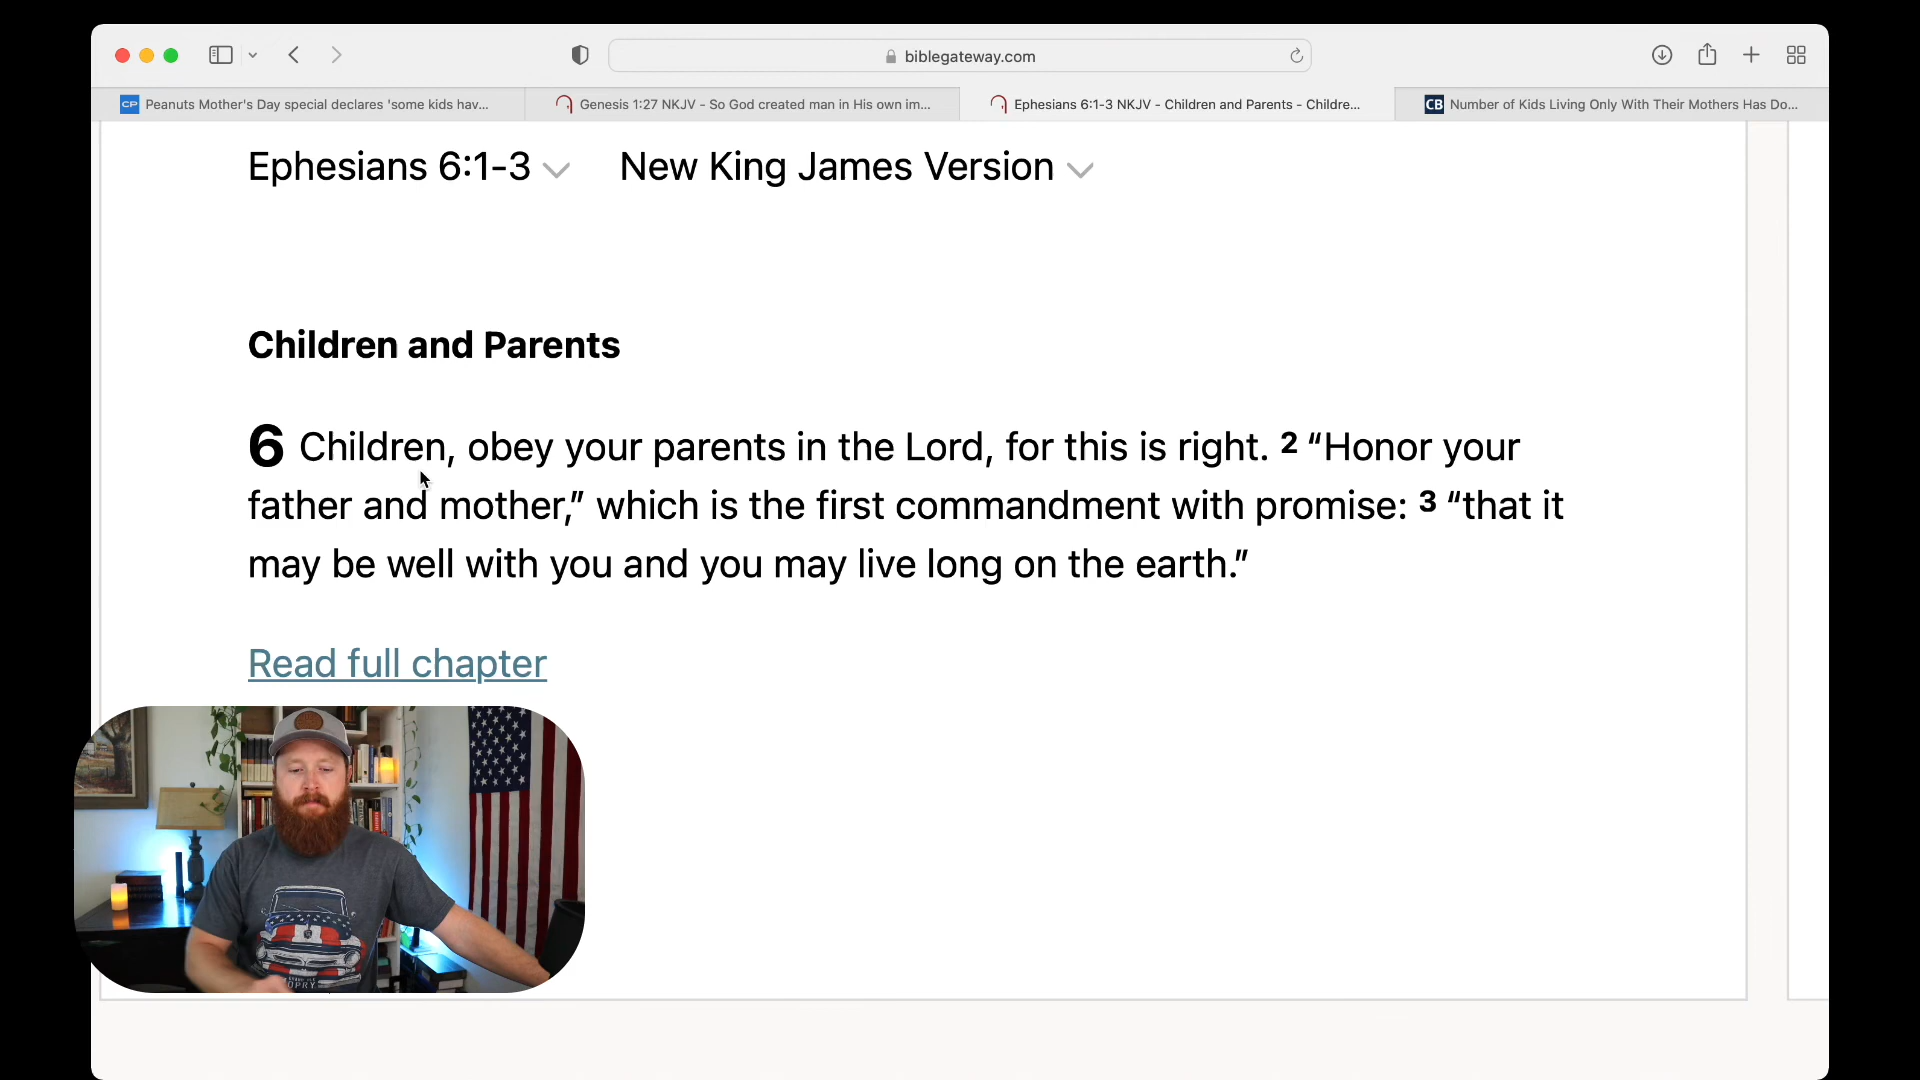 biblegateway.com
CP Peanuts Mother's Day special declares 'some kids hav...
Genesis 1:27 NKJV - So God created man in His own im...
Ephesians 6:1-3 NKJV - Children and Parents - Childre...
CB Number of Kids Living Only With Their Mothers Has Do...
Ephesians 6:1-3 New King James Version
Children and Parents
6 Children, obey your parents in the Lord, for this is right. 2 “Honor your
father and mother,” which is the first commandment with promise: 3 “that it
may be well with you and you may live long on the earth.”
Read full chapter
OPRY